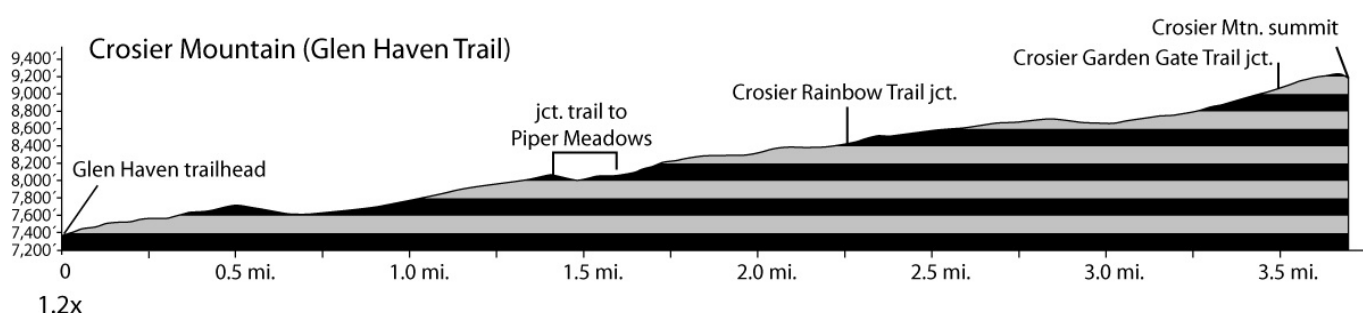 Crosier Mountain (Glen Haven Trail)
Crosier Mtn. summit
Crosier Garden Gate Trail jct.
Crosier Rainbow Trail jct.
jct. trail to
Piper Meadows
Glen Haven trailhead
9,400´
9,200´
9,000´
8,800´
8,600´
8,400´
8,200´
8,000´
7,800´
7,600´
7,400´
7,200´
0 0.5 mi. 1.0 mi. 1.5 mi. 2.0 mi. 2.5 mi. 3.0 mi. 3.5 mi.
1.2x